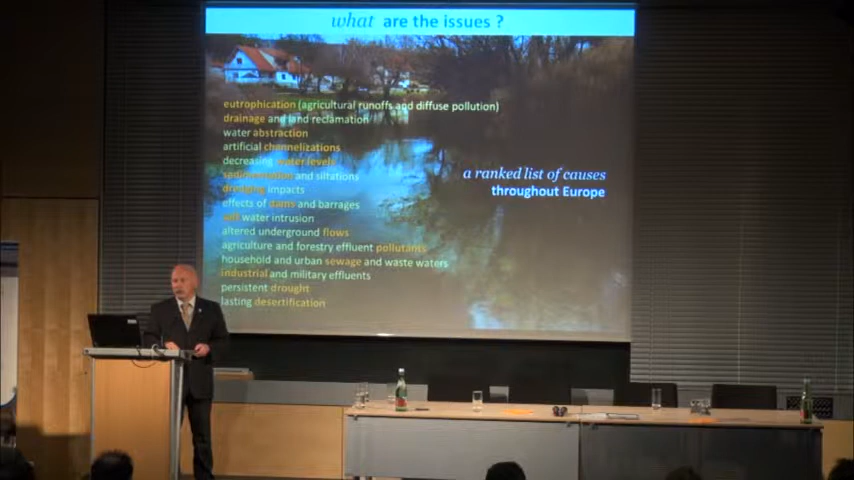 what are the issues ?
eutrophication (agricultural runoffs and diffuse pollution)
drainage and land reclamation
water abstraction
artificial channelizations
decreasing water levels
sedimentation and siltations
dredging impacts
effects of dams and barrages
salt water intrusion
altered underground flows
agriculture and forestry effluent pollutants
household and urban sewage and waste waters
industrial and military effluents
persistent drought
lasting desertification
a ranked list of causes
throughout Europe